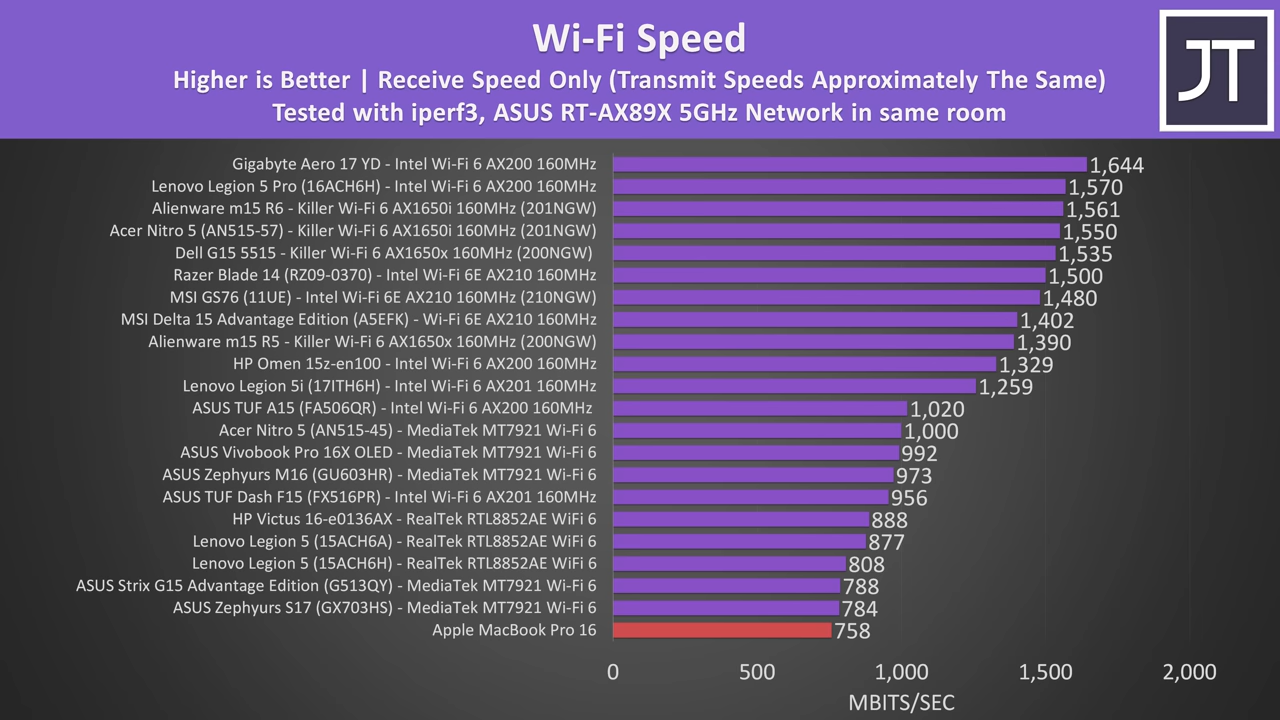 Wi-Fi Speed
JT
Higher is Better | Receive Speed Only (Transmit Speeds Approximately The Same)
Tested with iperf3, ASUS RT-AX89X 5GHz Network in same room
Gigabyte Aero 17 YD - Intel Wi-Fi 6 AX200 160MHz 1,644
Lenovo Legion 5 Pro (16ACH6H) - Intel Wi-Fi 6 AX200 160MHz 1,570
Alienware m15 R6 - Killer Wi-Fi 6 AX1650i 160MHz (201NGW) 1,561
Acer Nitro 5 (AN515-57) - Killer Wi-Fi 6 AX1650i 160MHz (201NGW) 1,550
Dell G15 5515 - Killer Wi-Fi 6 AX1650x 160MHz (200NGW) 1,535
Razer Blade 14 (RZ09-0370) - Intel Wi-Fi 6E AX210 160MHz 1,500
MSI GS76 (11UE) - Intel Wi-Fi 6E AX210 160MHz (210NGW) 1,480
MSI Delta 15 Advantage Edition (A5EFK) - Wi-Fi 6E AX210 160MHz 1,402
Alienware m15 R5 - Killer Wi-Fi 6 AX1650x 160MHz (200NGW) 1,390
HP Omen 15z-en100 - Intel Wi-Fi 6 AX200 160MHz 1,329
Lenovo Legion 5i (17ITH6H) - Intel Wi-Fi 6 AX201 160MHz 1,259
ASUS TUF A15 (FA506QR) - Intel Wi-Fi 6 AX200 160MHz 1,020
Acer Nitro 5 (AN515-45) - MediaTek MT7921 Wi-Fi 6 1,000
ASUS Vivobook Pro 16X OLED - MediaTek MT7921 Wi-Fi 6 992
ASUS Zephyurs M16 (GU603HR) - MediaTek MT7921 Wi-Fi 6 973
ASUS TUF Dash F15 (FX516PR) - Intel Wi-Fi 6 AX201 160MHz 956
HP Victus 16-e0136AX - RealTek RTL8852AE WiFi 6 888
Lenovo Legion 5 (15ACH6A) - RealTek RTL8852AE WiFi 6 877
Lenovo Legion 5 (15ACH6H) - RealTek RTL8852AE WiFi 6 808
ASUS Strix G15 Advantage Edition (G513QY) - MediaTek MT7921 Wi-Fi 6 788
ASUS Zephyurs S17 (GX703HS) - MediaTek MT7921 Wi-Fi 6 784
Apple MacBook Pro 16 758
0 500 1,000 1,500 2,000
MBITS/SEC